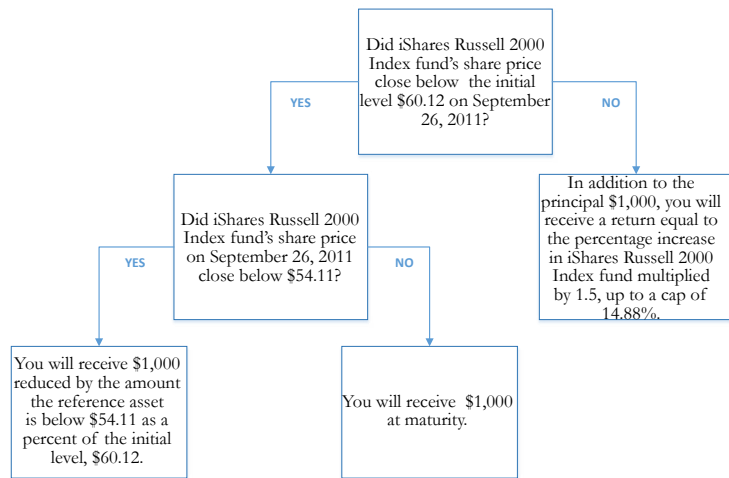 Did iShares Russell 2000
Index fund's share price
close below the initial
level $60.12 on September
26, 2011?
YES
NO
Did iShares Russell 2000
Index fund's share price
on September 26, 2011
close below $54.11?
In addition to the
principal $1,000, you will
receive a return equal to
the percentage increase
in iShares Russell 2000
Index fund multiplied
by 1.5, up to a cap of
14.88%.
YES
NO
You will receive $1,000
reduced by the amount
the reference asset
is below $54.11 as a
percent of the initial
level, $60.12.
You will receive $1,000
at maturity.